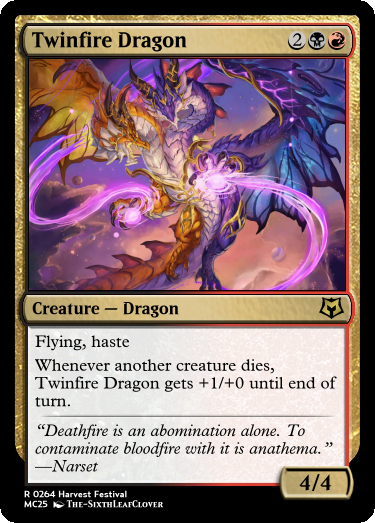 Twinfire Dragon 2
Creature — Dragon
Flying, haste
Whenever another creature dies,
Twinfire Dragon gets +1/+0 until end of
turn.
“Deathfire is an abomination alone. To
contaminate bloodfire with it is anathema.”
—Narset
4/4
R 0264 Harvest Festival
MC25 The-SixthLeafClover